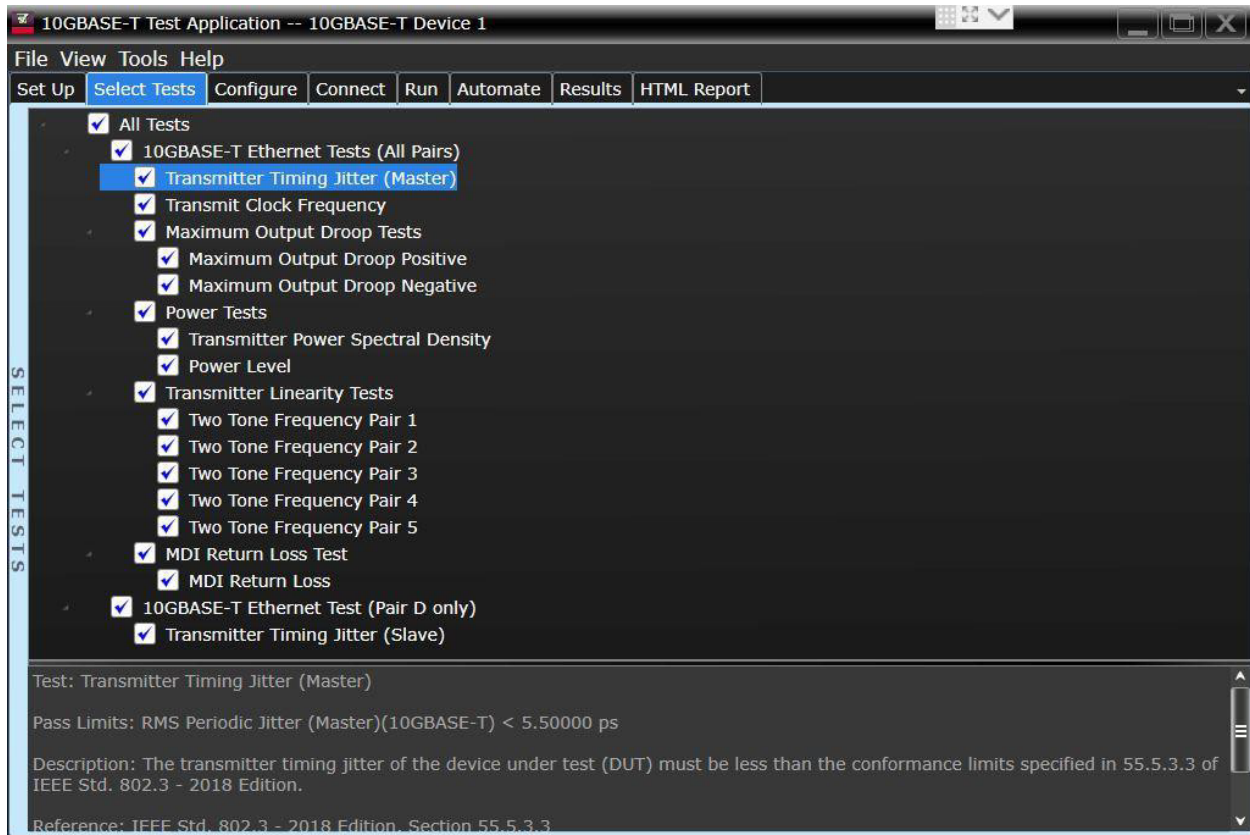 10GBASE-T Test Application -- 10GBASE-T Device 1
File View Tools Help
Set Up Select Tests Configure Connect Run Automate Results HTML Report
All Tests
10GBASE-T Ethernet Tests (All Pairs)
Transmitter Timing Jitter (Master)
Transmit Clock Frequency
Maximum Output Droop Tests
Maximum Output Droop Positive
Maximum Output Droop Negative
Power Tests
Transmitter Power Spectral Density
Power Level
Transmitter Linearity Tests
Two Tone Frequency Pair 1
Two Tone Frequency Pair 2
Two Tone Frequency Pair 3
Two Tone Frequency Pair 4
Two Tone Frequency Pair 5
MDI Return Loss Test
MDI Return Loss
10GBASE-T Ethernet Test (Pair D only)
Transmitter Timing Jitter (Slave)
SELECT TESTS
Test: Transmitter Timing Jitter (Master)
Pass Limits: RMS Periodic Jitter (Master)(10GBASE-T) < 5.50000 ps
Description: The transmitter timing jitter of the device under test (DUT) must be less than the conformance limits specified in 55.5.3.3 of
IEEE Std. 802.3 - 2018 Edition.
Reference: IEEE Std. 802.3 - 2018 Edition, Section 55.5.3.3